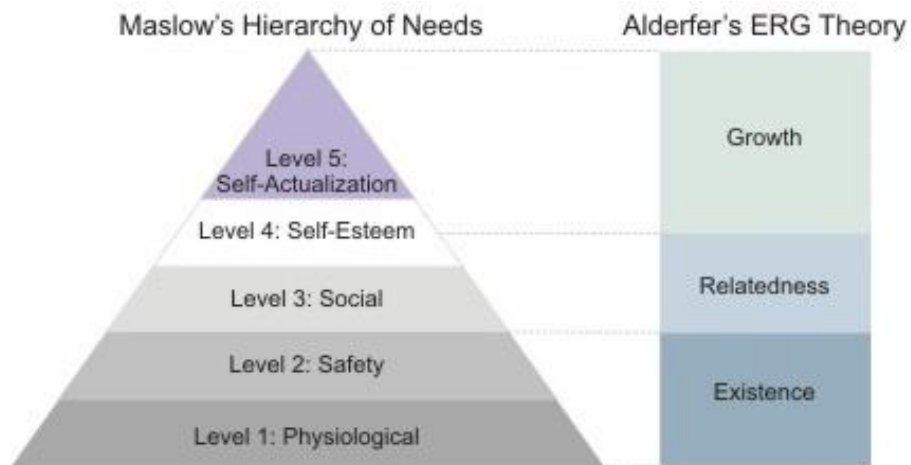 Maslow's Hierarchy of Needs
Alderfer's ERG Theory
Level 5:
Self-Actualization
Level 4: Self-Esteem
Level 3: Social
Level 2: Safety
Level 1: Physiological
Growth
Relatedness
Existence